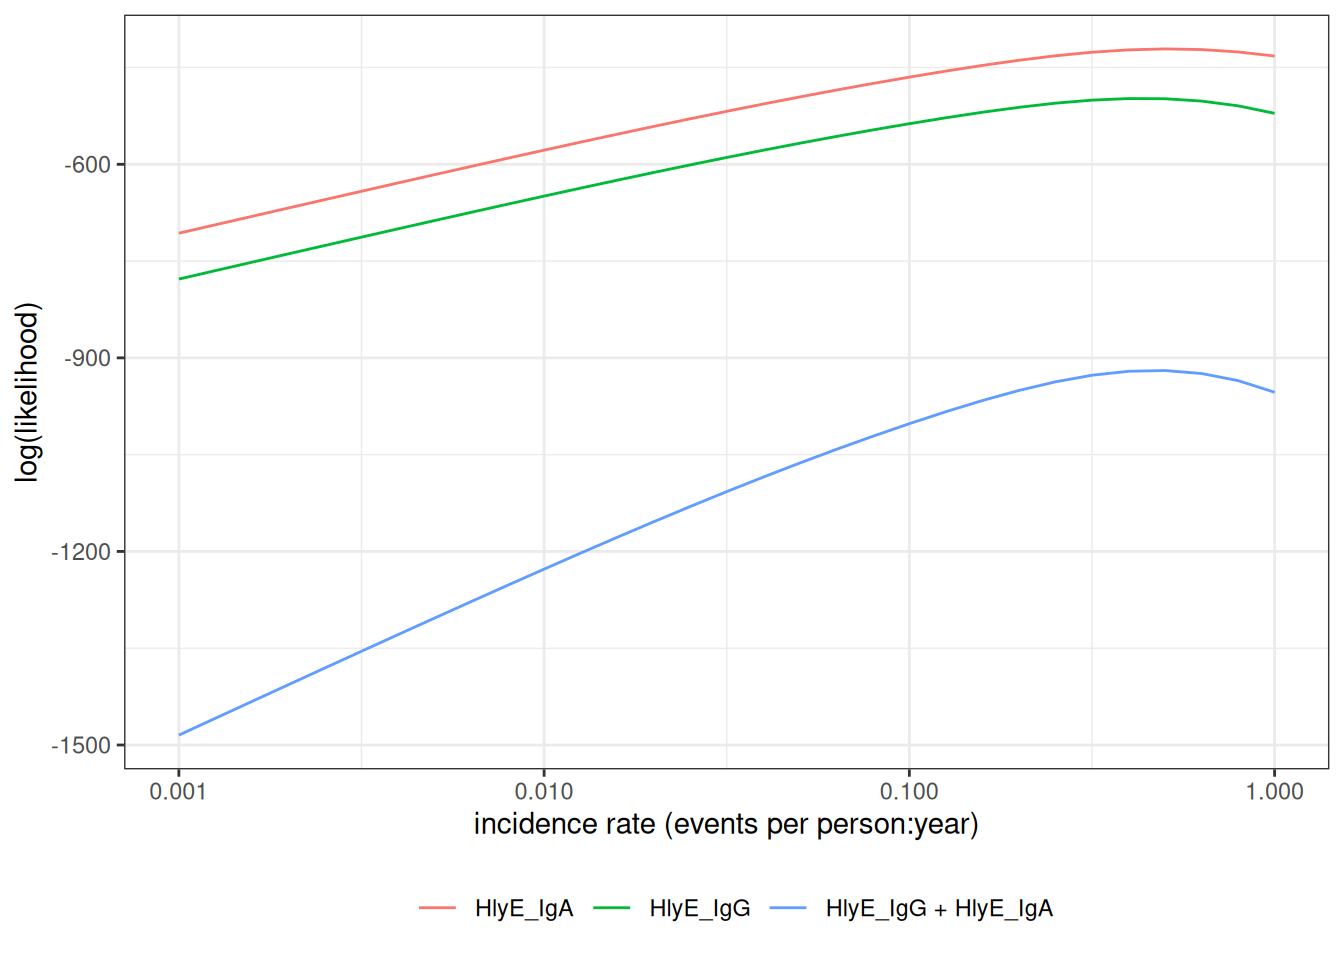 log(likelihood)
-600
-900
-1200
-1500
0.001 0.010 0.100 1.000
incidence rate (events per person:year)
HlyE_IgA HlyE_IgG HlyE_IgG + HlyE_IgA